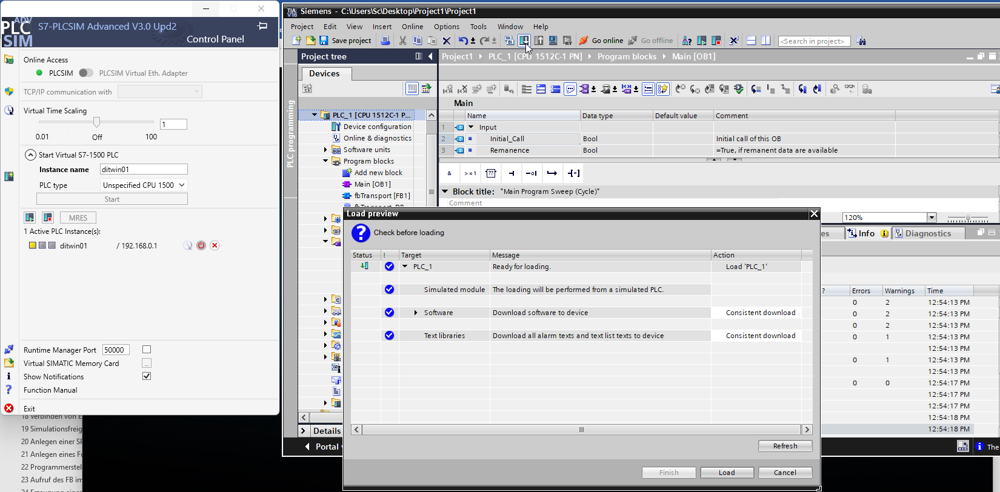 PLC
SIM
ADV
S7-PLCSIM Advanced V3.0 Upd2
Control Panel
Online Access
PLCSIM
PLCSIM Virtual Eth. Adapter
TCP/IP communication with
Virtual Time Scaling
1
0.01
Off
100
Start Virtual S7-1500 PLC
Instance name
ditwin01
PLC type
Unspecified CPU 1500
Start
MRES
1 Active PLC Instance(s):
ditwin01
/ 192.168.0.1
Runtime Manager Port
50000
Virtual SIMATIC Memory Card
...
Show Notifications
Function Manual
Exit
19 Simulationsfreig
20 Anlegen einer SP
21 Anlegen eines Fu
22 Programmerstel
23 Aufruf des FB im
TIA
V16
Siemens - C:\Users\Sc\Desktop\Project1\Project1
Project Edit View Insert Online Options Tools Window Help
Save project
Go online
Go offline
<Search in project>
Project tree
Project1 PLC_1 [CPU 1512C-1 PN] Program blocks Main [OB1]
Devices
PLC programming
PLC_1 [CPU 1512C-1 P...
Device configuration
Online & diagnostics
Software units
Program blocks
Add new block
Main [OB1]
fbTransport [FB1]
Details
Portal
Main
Name Data type Default value Comment
1 Input
2 Initial_Call Bool Initial call of this OB
3 Remanence Bool =True, if remanent data are available
& >=1 ??
Block title: "Main Program Sweep (Cycle)"
Comment
120%
es
Info
Diagnostics
? Errors Warnings Time
0 2 12:54:13 PM
0 2 12:54:13 PM
0 2 12:54:13 PM
0 1 12:54:13 PM
12:54:13 PM
0 1 12:54:13 PM
12:54:13 PM
0 0 12:54:17 PM
12:54:17 PM
12:54:17 PM
12:54:18 PM
12:54:18 PM
The
Load preview
Check before loading
Status ! Target Message Action
PLC_1 Ready for loading. Load 'PLC_1'
Simulated module The loading will be performed from a simulated PLC.
Software Download software to device Consistent download
Text libraries Download all alarm texts and text list texts to device Consistent download
Refresh
Finish
Load
Cancel